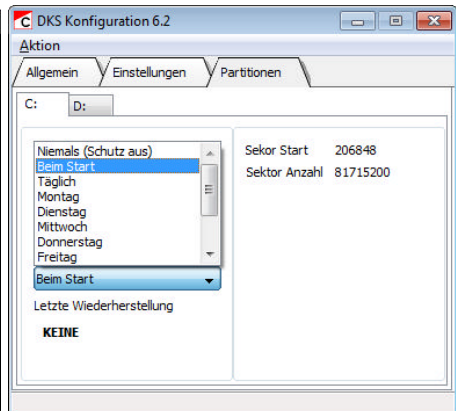 C DKS Konfiguration 6.2
Aktion
Allgemein Einstellungen Partitionen
C: D:
Niemals (Schutz aus)
Beim Start
Täglich
Montag
Dienstag
Mittwoch
Donnerstag
Freitag
Beim Start
Letzte Wiederherstellung
KEINE
Sekor Start 206848
Sektor Anzahl 81715200